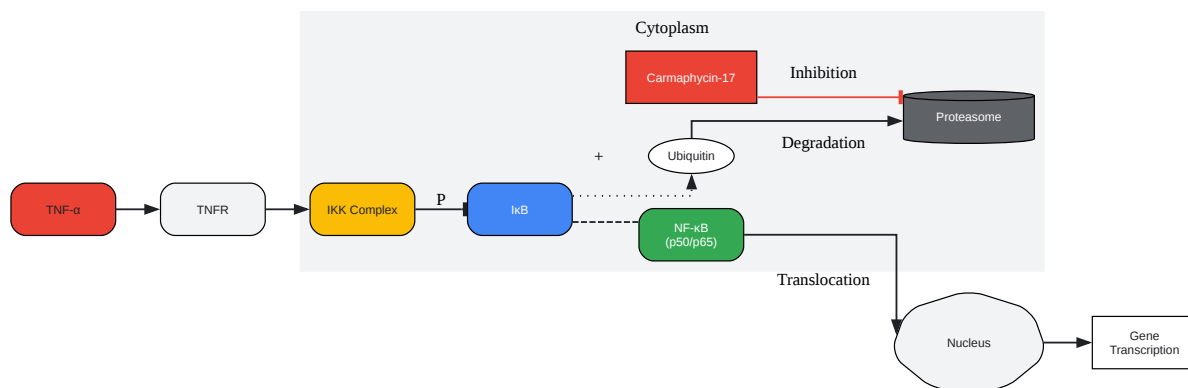 Cytoplasm
Carmaphycin-17
Inhibition
Proteasome
Degradation
+
Ubiquitin
TNF-α
TNFR
IKK Complex
P
IκB
NF-κB
(p50/p65)
Translocation
Nucleus
Gene
Transcription